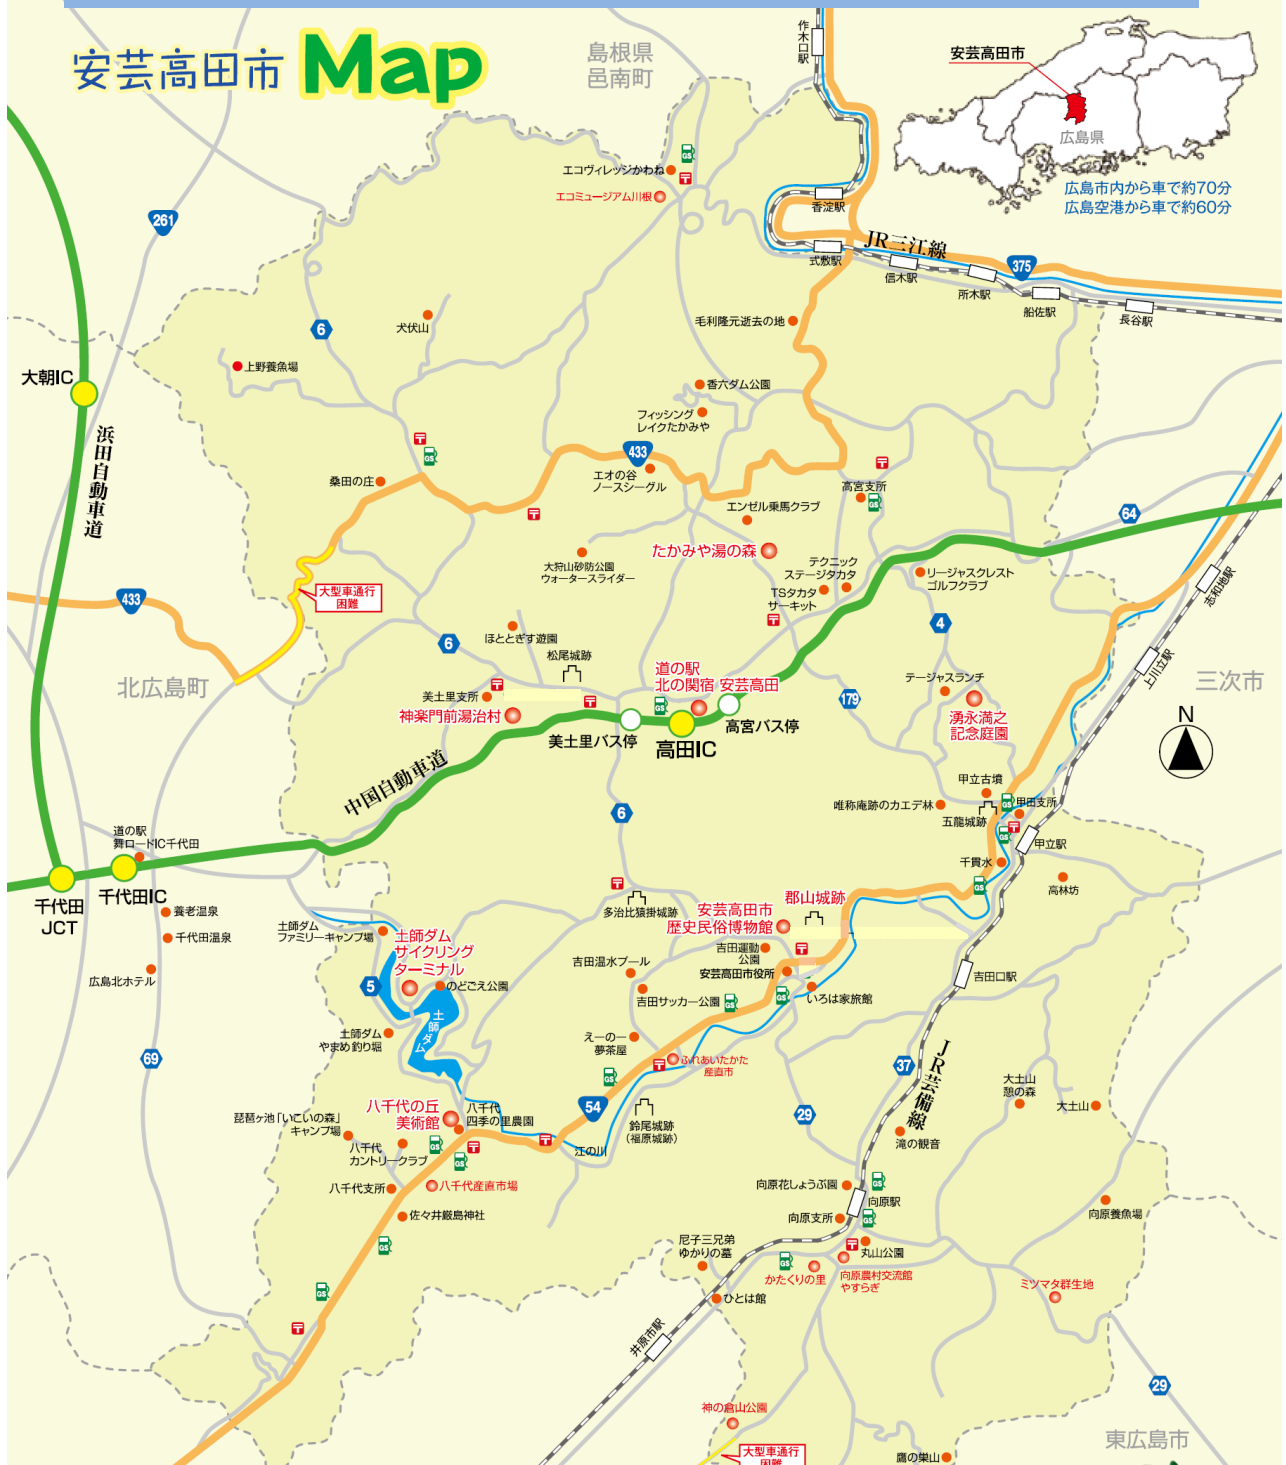 安芸高田市 Map
島根県
邑南町
作木口駅
安芸高田市
広島県
広島市内から車で約70分
広島空港から車で約60分
エコヴィレッジかわね
エコミュージアム川根
香淀駅
JR三江線
式敷駅
信木駅
所木駅
375
船佐駅
長谷駅
261
6
犬伏山
上野養魚場
毛利隆元逝去の地
大朝IC
浜田自動車道
香六ダム公園
フィッシング
レイクたかみや
433
エオの谷
ノースシーグル
桑田の庄
高宮支所
エンゼル乗馬クラブ
64
たかみや湯の森
テクニック
ステージタカタ
TSタカタ
サーキット
リージャスクレスト
ゴルフクラブ
大狩山砂防公園
ウォータースライダー
大型車通行
困難
433
志和地駅
上川立駅
4
6
ほととぎす遊園
松尾城跡
道の駅
北の関宿 安芸高田
テージャスランチ
北広島町
三次市
美土里支所
神楽門前湯治村
179
湧永満之
記念庭園
美土里バス停
高田IC
高宮バス停
N
中国自動車道
甲立古墳
唯称庵跡のカエデ林
甲田支所
五龍城跡
6
道の駅
舞ロードIC千代田
甲立駅
千貫水
高林坊
千代田
JCT
千代田IC
養老温泉
千代田温泉
広島北ホテル
土師ダム
ファミリーキャンプ場
土師ダム
サイクリング
ターミナル
多治比猿掛城跡
安芸高田市
歴史民俗博物館
郡山城跡
吉田運動
公園
安芸高田市役所
吉田温水プール
吉田サッカー公園
いろは家旅館
吉田口駅
5
のどごえ公園
土師ダム
土師ダム
やまめ釣り堀
えーのー
夢茶屋
ふれあいたかた
産直市
69
37
JR芸備線
大土山
憩の森
大土山
八千代の丘
美術館
八千代
四季の里農園
54
鈴尾城跡
(福原城跡)
江の川
29
滝の観音
琵琶ヶ池「いこいの森」
キャンプ場
八千代
カントリークラブ
八千代支所
八千代産直市場
佐々井厳島神社
向原花しょうぶ園
向原駅
向原支所
向原養魚場
尼子三兄弟
ゆかりの墓
丸山公園
かたくりの里
向原農村交流館
やすらぎ
ミツマタ群生地
ひとは館
井原市駅
29
神の倉山公園
大型車通行
困難
鷹の巣山
東広島市